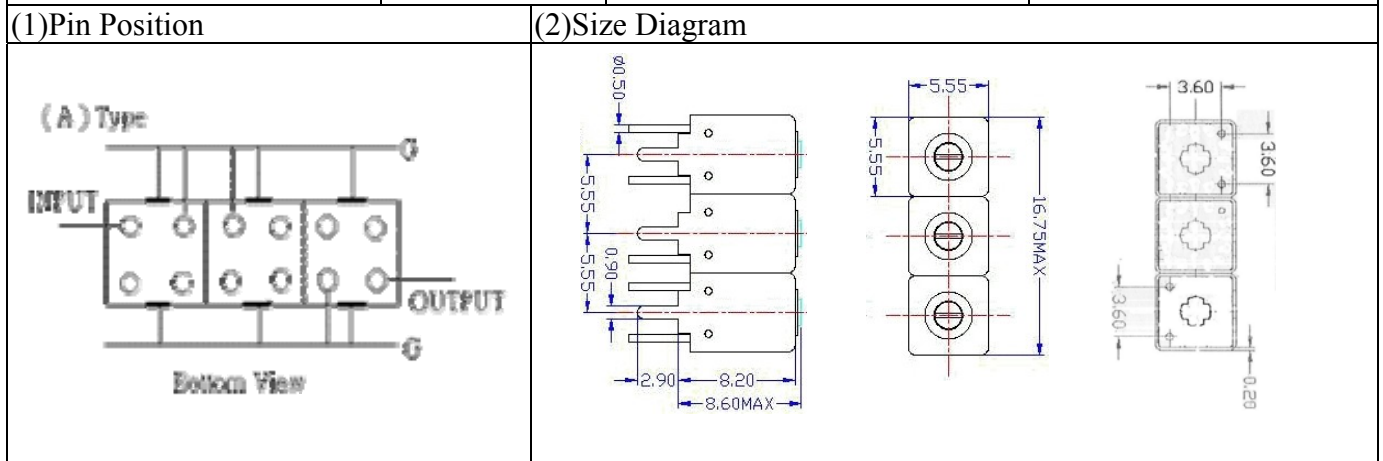 (1)Pin Position
(2)Size Diagram
(A)Type
G
INPUT
OUTPUT
G
Bottom View
ø0.50
5.55
5.55
0.90
2.90
8.20
8.60MAX
5.55
5.55
16.75MAX
3.60
3.60
3.60
0.20